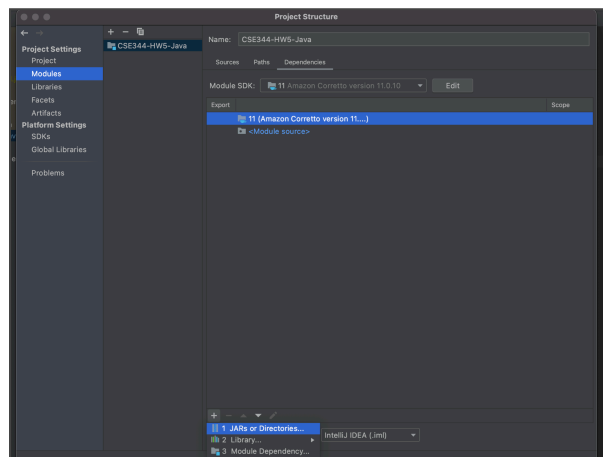 Project Structure
Project Settings
Project
Modules
Libraries
Facets
Artifacts
Platform Settings
SDKs
Global Libraries
Problems
CSE344-HW5-Java
Name: CSE344-HW5-Java
Sources Paths Dependencies
Module SDK: 11 Amazon Corretto version 11.0.10 Edit
Export Scope
11 (Amazon Corretto version 11....)
<Module source>
1 JARs or Directories...
2 Library...
3 Module Dependency...
IntelliJ IDEA (.iml)